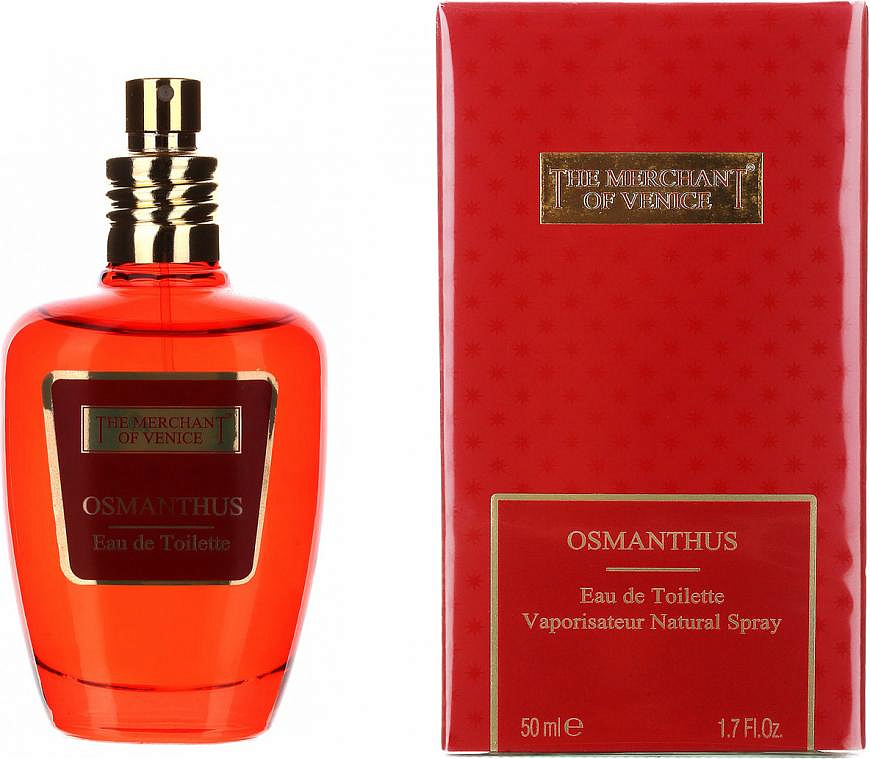 THE MERCHANT
OF VENICE
OSMANTHUS
Eau de Toilette
THE MERCHANT®
OF VENICE
OSMANTHUS
Eau de Toilette
Vaporisateur Natural Spray
50 ml ℮
1.7 Fl.Oz.